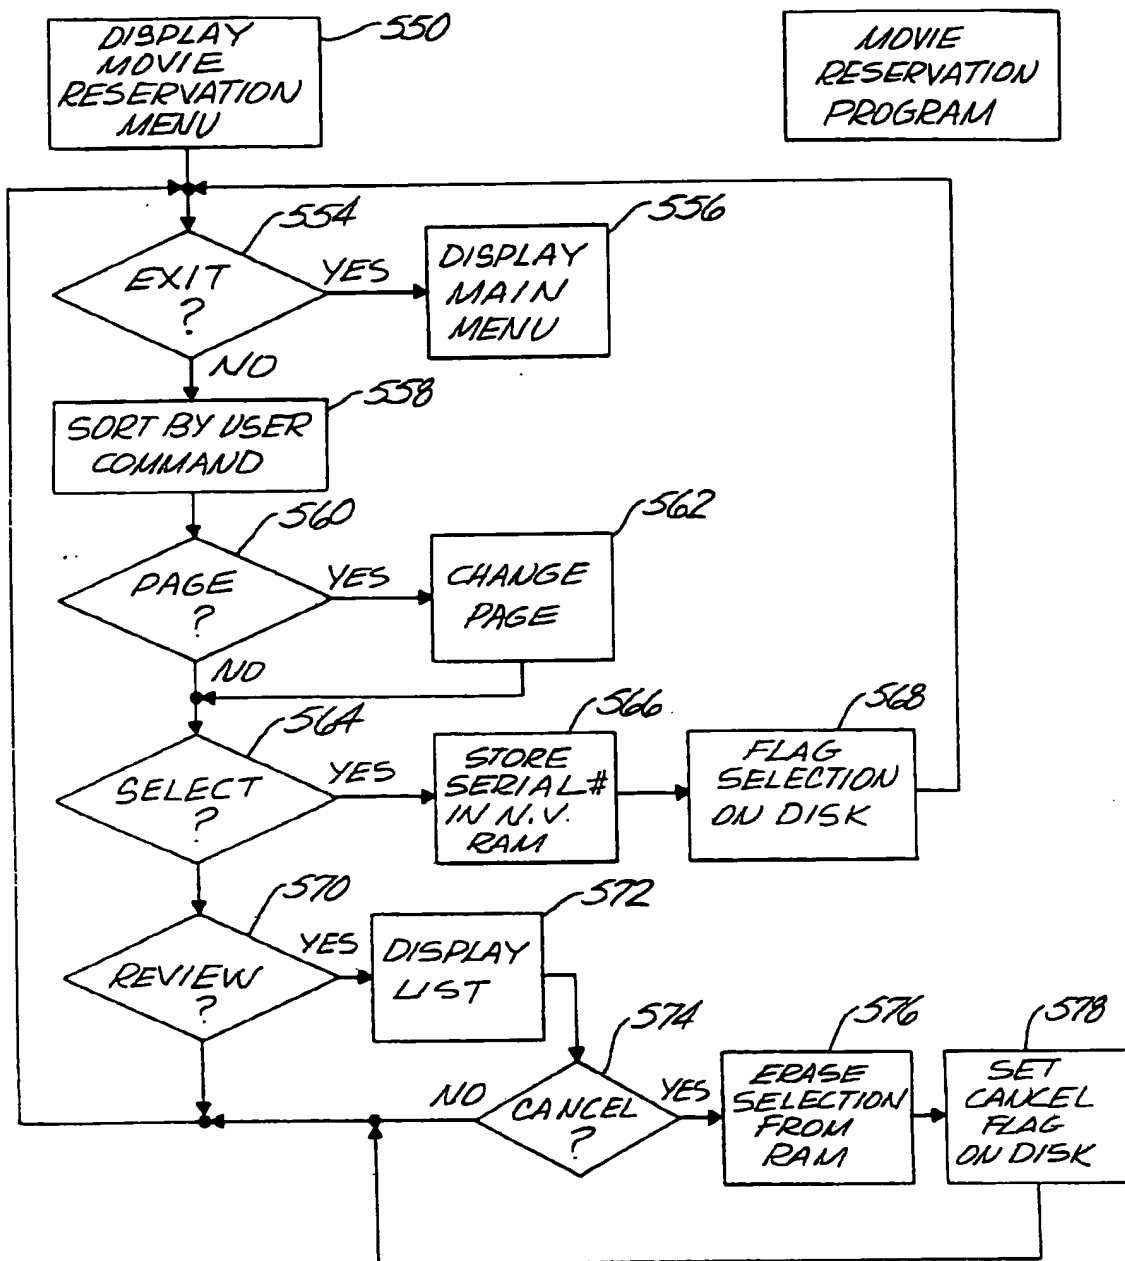 DISPLAY
MOVIE
RESERVATION
MENU
550
MOVIE
RESERVATION
PROGRAM
554
EXIT
?
YES
556
DISPLAY
MAIN
MENU
NO
558
SORT BY USER
COMMAND
560
PAGE
?
YES
562
CHANGE
PAGE
NO
564
SELECT
?
YES
566
STORE
SERIAL #
IN N.V.
RAM
568
FLAG
SELECTION
ON DISK
570
REVIEW
?
YES
572
DISPLAY
LIST
574
CANCEL
?
NO
YES
576
ERASE
SELECTION
FROM
RAM
578
SET
CANCEL
FLAG
ON DISK